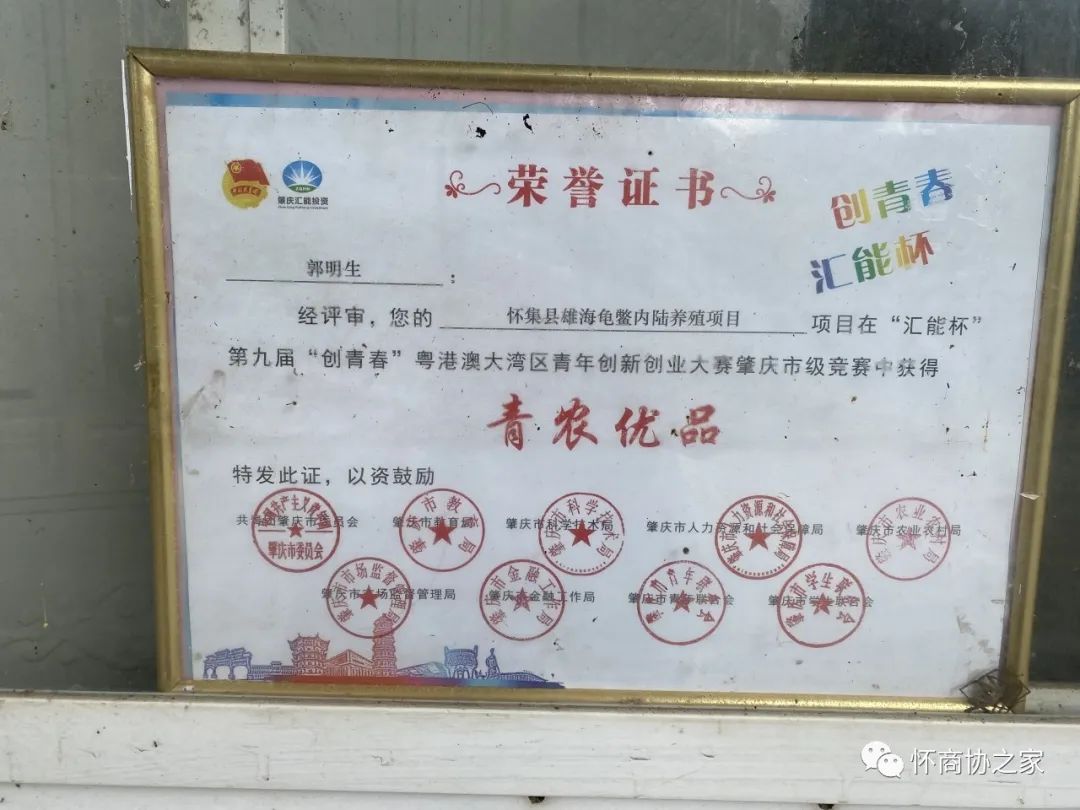 荣誉证书
创青春
汇能杯
肇庆汇能投资
郭明生：
经评审，您的 怀集县雄海龟鳖内陆养殖项目 项目在“汇能杯”
第九届“创青春”粤港澳大湾区青年创新创业大赛肇庆市级竞赛中获得
青农优品
特发此证，以资鼓励
共青团肇庆市委员会 肇庆市教育局 肇庆市科学技术局 肇庆市人力资源和社会保障局 肇庆市农业农村局
肇庆市市场监督管理局 肇庆市金融工作局 肇庆市青年联合会 肇庆市学生联合会
怀商协之家